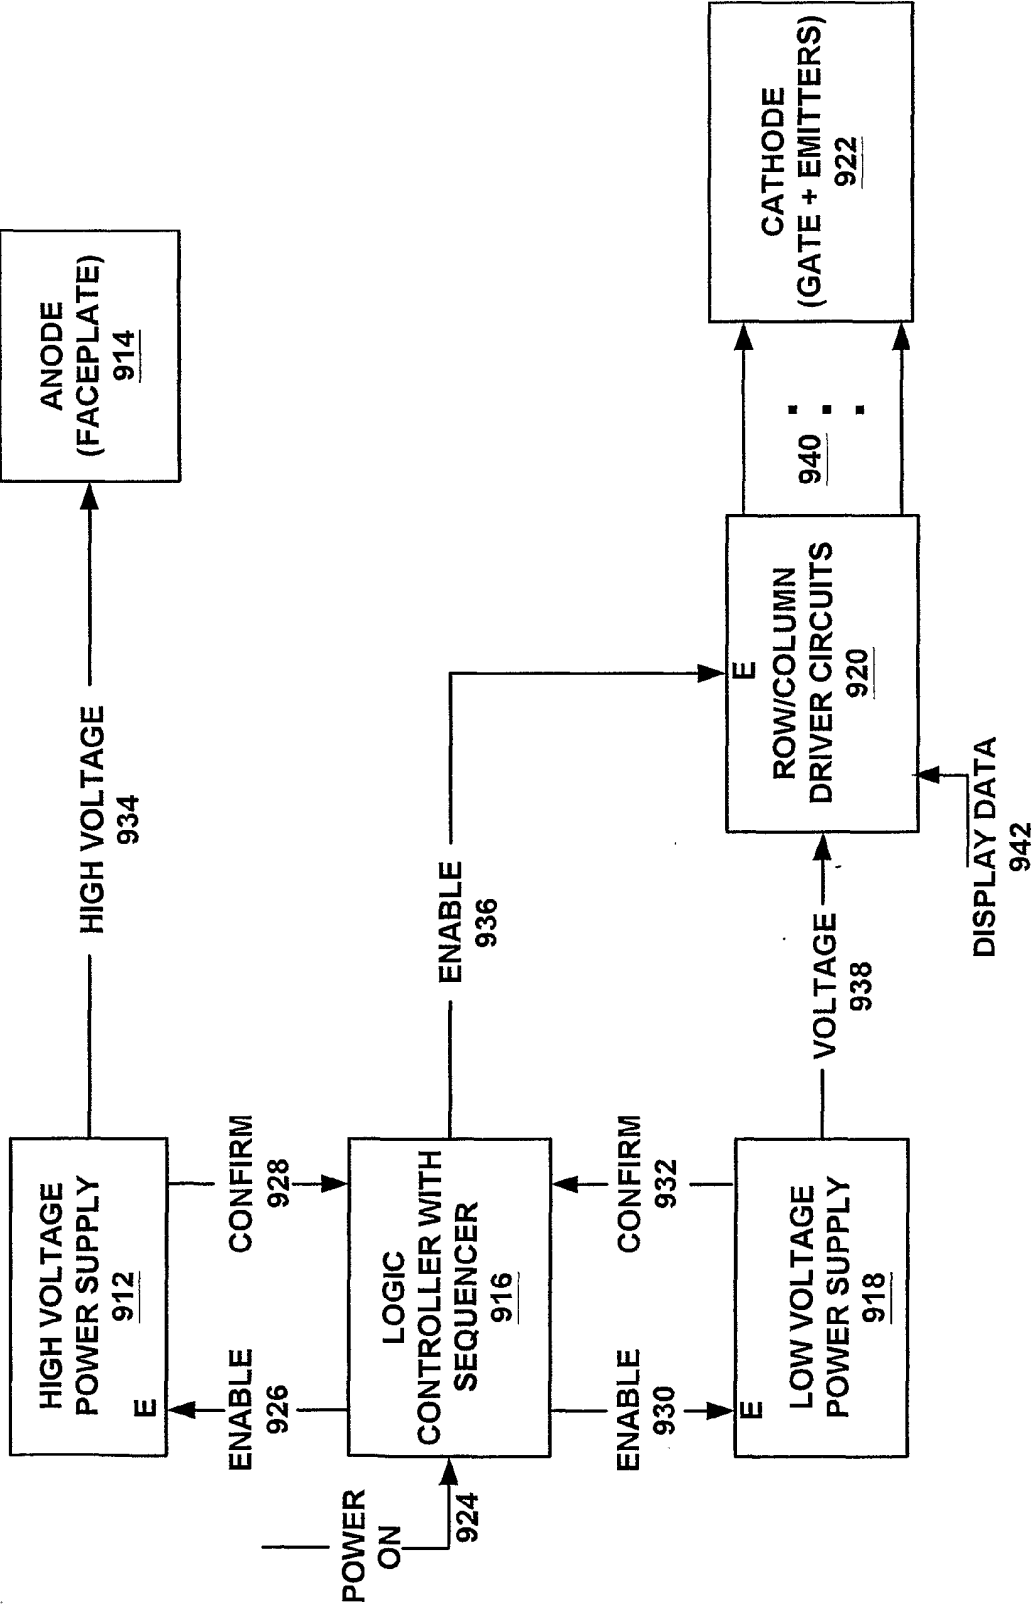 HIGH VOLTAGE
POWER SUPPLY
912
E
HIGH VOLTAGE
934
ANODE
(FACEPLATE)
914
ENABLE
926
CONFIRM
928
POWER
ON
924
LOGIC
CONTROLLER WITH
SEQUENCER
916
ENABLE
936
ENABLE
930
CONFIRM
932
E
LOW VOLTAGE
POWER SUPPLY
918
VOLTAGE
938
E
ROW/COLUMN
DRIVER CIRCUITS
920
940
CATHODE
(GATE + EMITTERS)
922
DISPLAY DATA
942